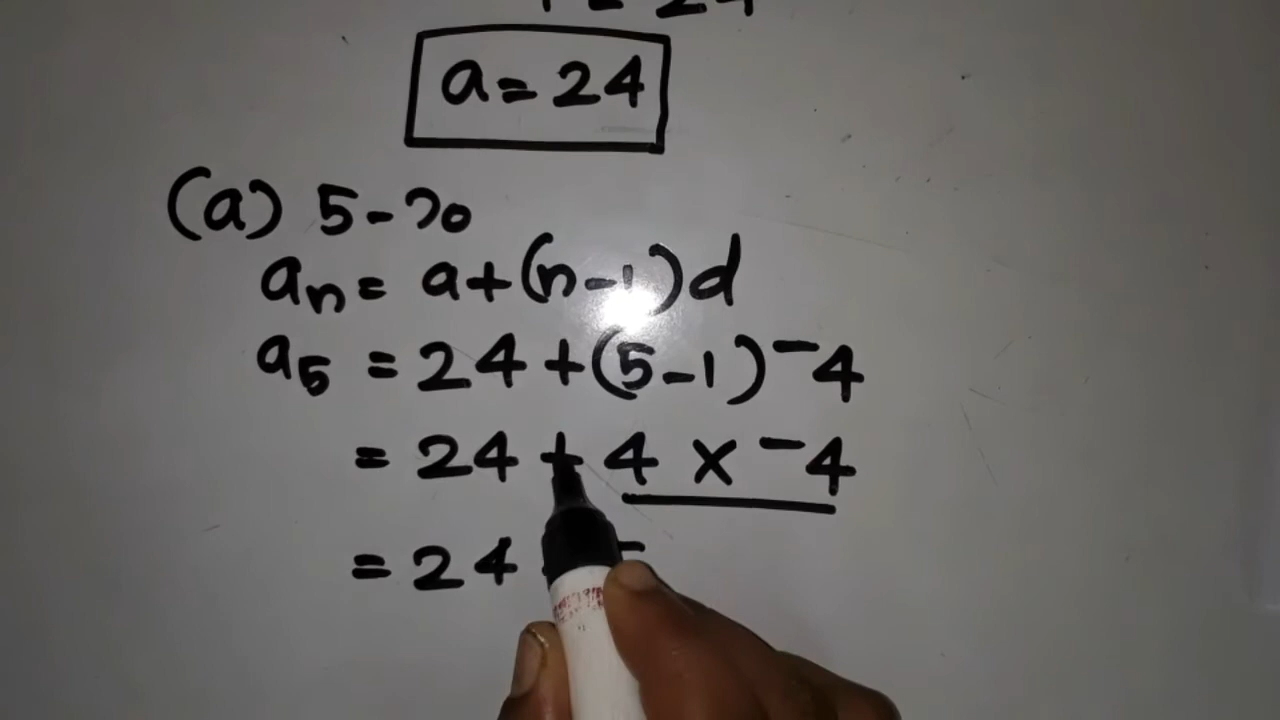 a = 24
(a) 5-ാം
aₙ = a+(n-1)d
a₅ = 24+(5-1)⁻4
= 24 + 4 × ⁻4
= 24